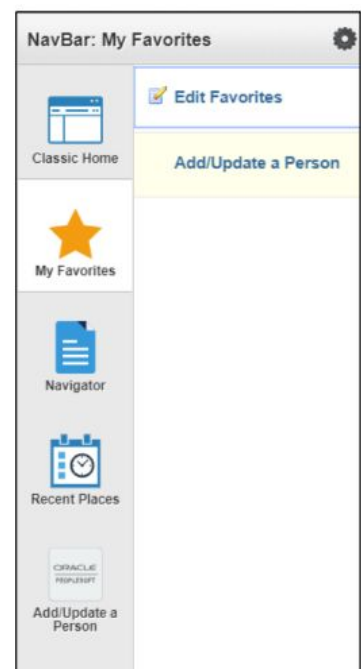 NavBar: My Favorites
Classic Home
My Favorites
Navigator
Recent Places
ORACLE
PEOPLESOFT
Add/Update a
Person
Edit Favorites
Add/Update a Person